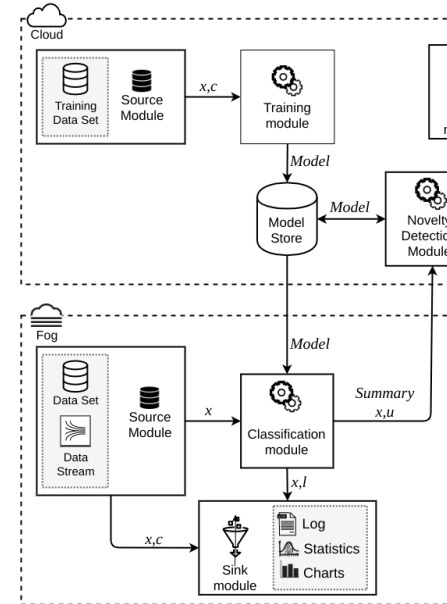 Cloud
Training
Data Set
Source
Module
x,c
Training
module
Model
Model
Store
Model
Novelty
Detectio
Module
Fog
Model
Data Set
Data
Stream
Source
Module
x
Classification
module
Summary
x,u
x,l
x,c
Sink
module
Log
Statistics
Charts